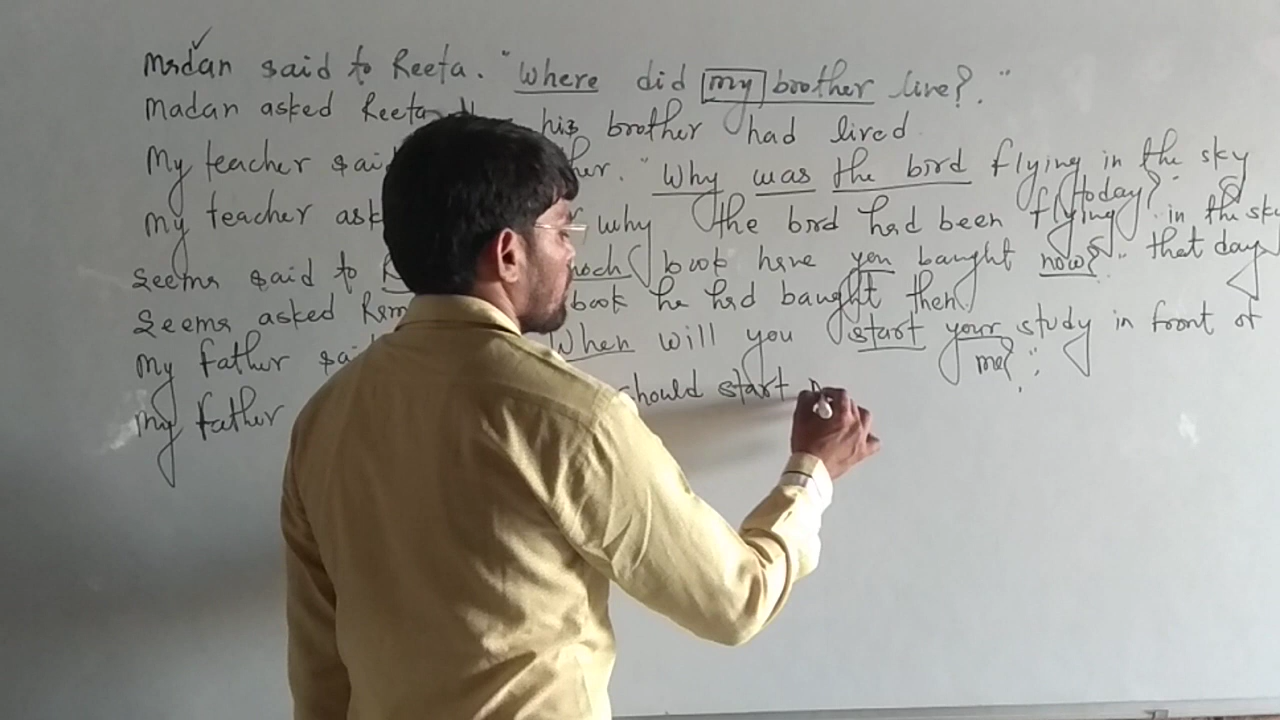 Madan said to Reeta. "Where did my brother live?."
Madan asked Reeta his brother had lived
My teacher said her. "Why was the bird flying in the sky
today?"
My teacher ask why the bird had been flying in the sky
that day
Seema said to book have you baught now?"
Seema asked book he had baught then.
My father When will you start your study in front of
me?."
My father should start